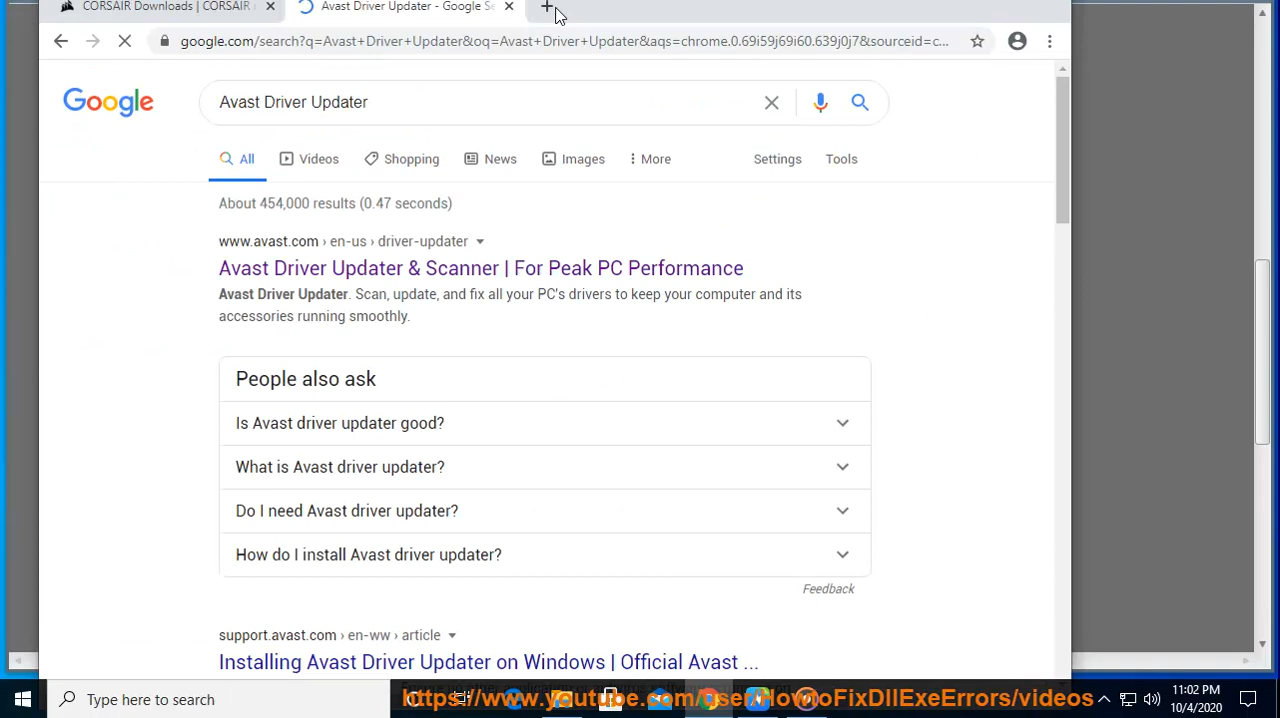 CORSAIR Downloads | CORSAIR
Avast Driver Updater - Google Se
google.com/search?q=Avast+Driver+Updater&oq=Avast+Driver+Updater&aqs=chrome.0.69i59j69i60.639j0j7&sourceid=c...
Google
Avast Driver Updater
All Videos Shopping News Images More Settings Tools
About 454,000 results (0.47 seconds)
www.avast.com › en-us › driver-updater
Avast Driver Updater & Scanner | For Peak PC Performance
Avast Driver Updater. Scan, update, and fix all your PC's drivers to keep your computer and its
accessories running smoothly.
People also ask
Is Avast driver updater good?
What is Avast driver updater?
Do I need Avast driver updater?
How do I install Avast driver updater?
Feedback
support.avast.com › en-ww › article
Installing Avast Driver Updater on Windows | Official Avast ...
Type here to search
https://www.youtube.com/user/HowtoFixDllExeErrors/videos
11:02 PM
10/4/2020